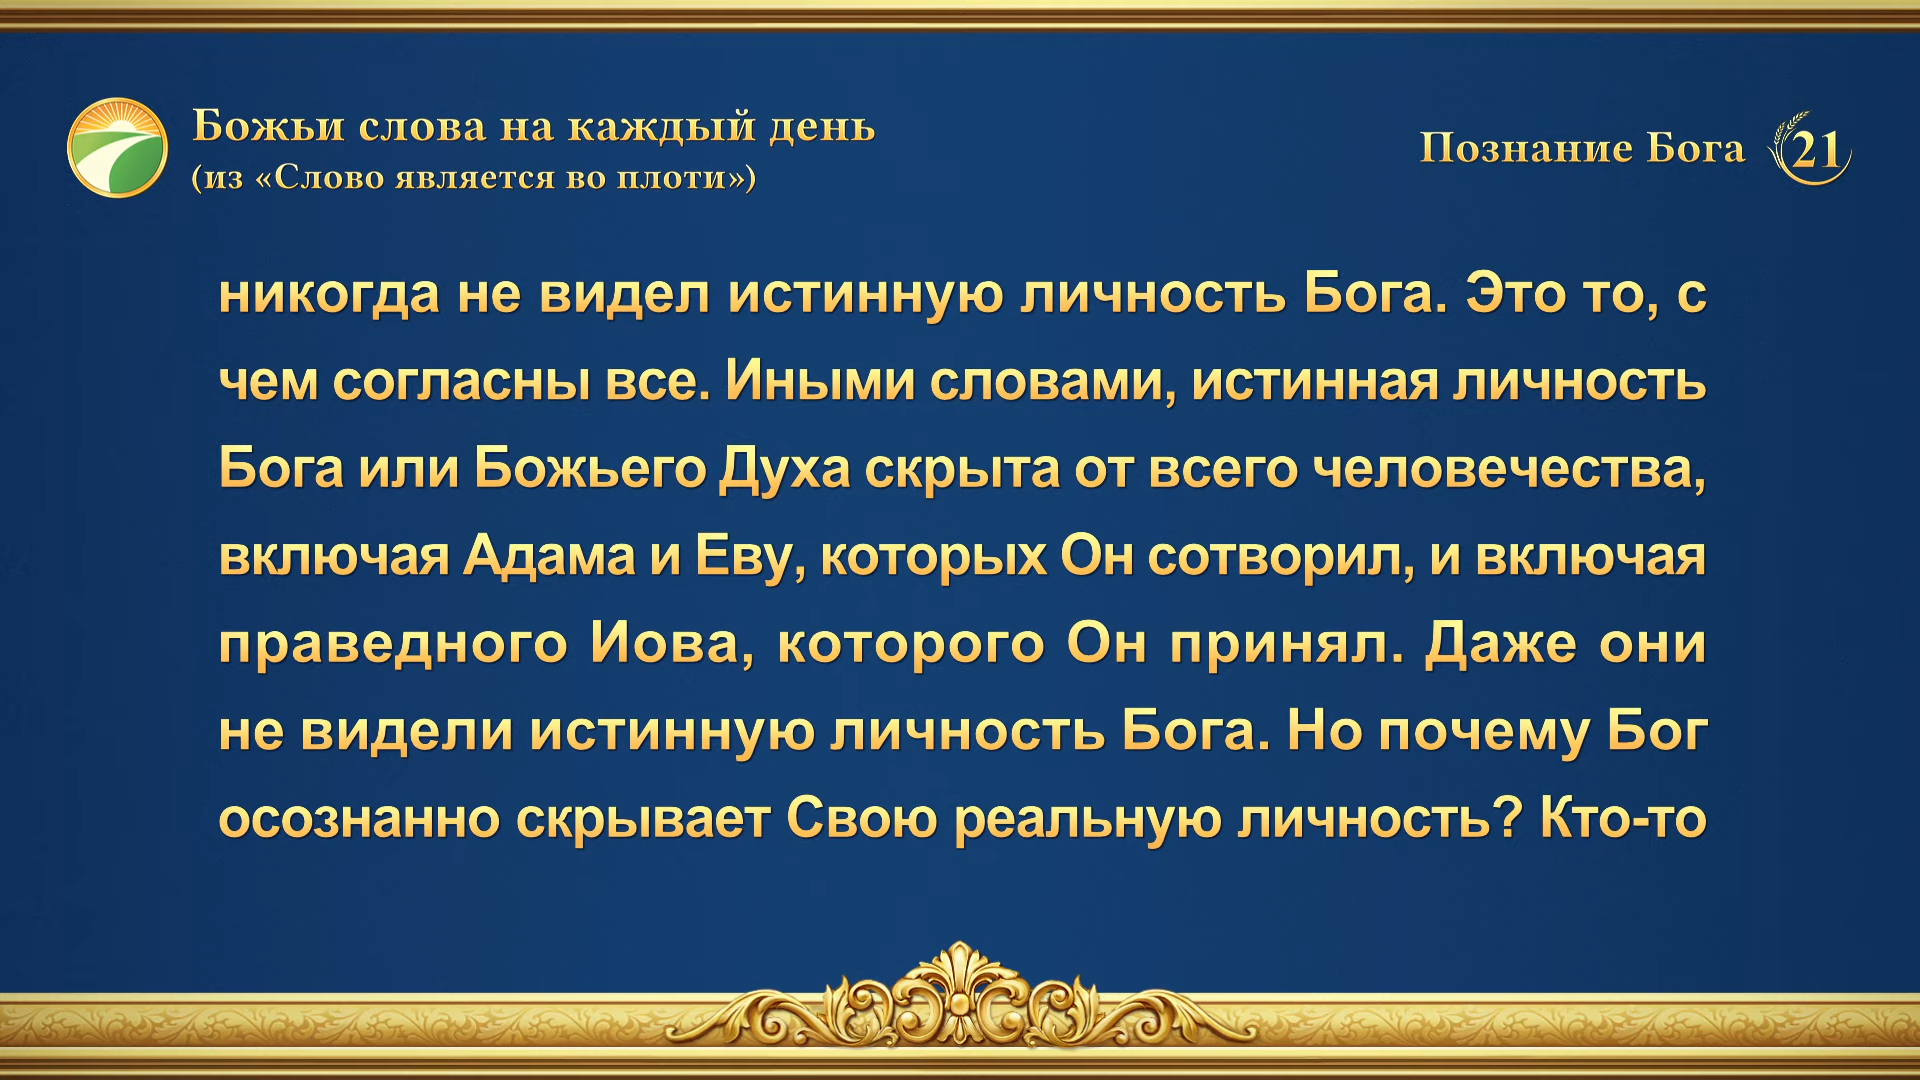 Божьи слова на каждый день
(из «Слово является во плоти»)
Познание Бога 21
никогда не видел истинную личность Бога. Это то, с
чем согласны все. Иными словами, истинная личность
Бога или Божьего Духа скрыта от всего человечества,
включая Адама и Еву, которых Он сотворил, и включая
праведного Иова, которого Он принял. Даже они
не видели истинную личность Бога. Но почему Бог
осознанно скрывает Свою реальную личность? Кто-то